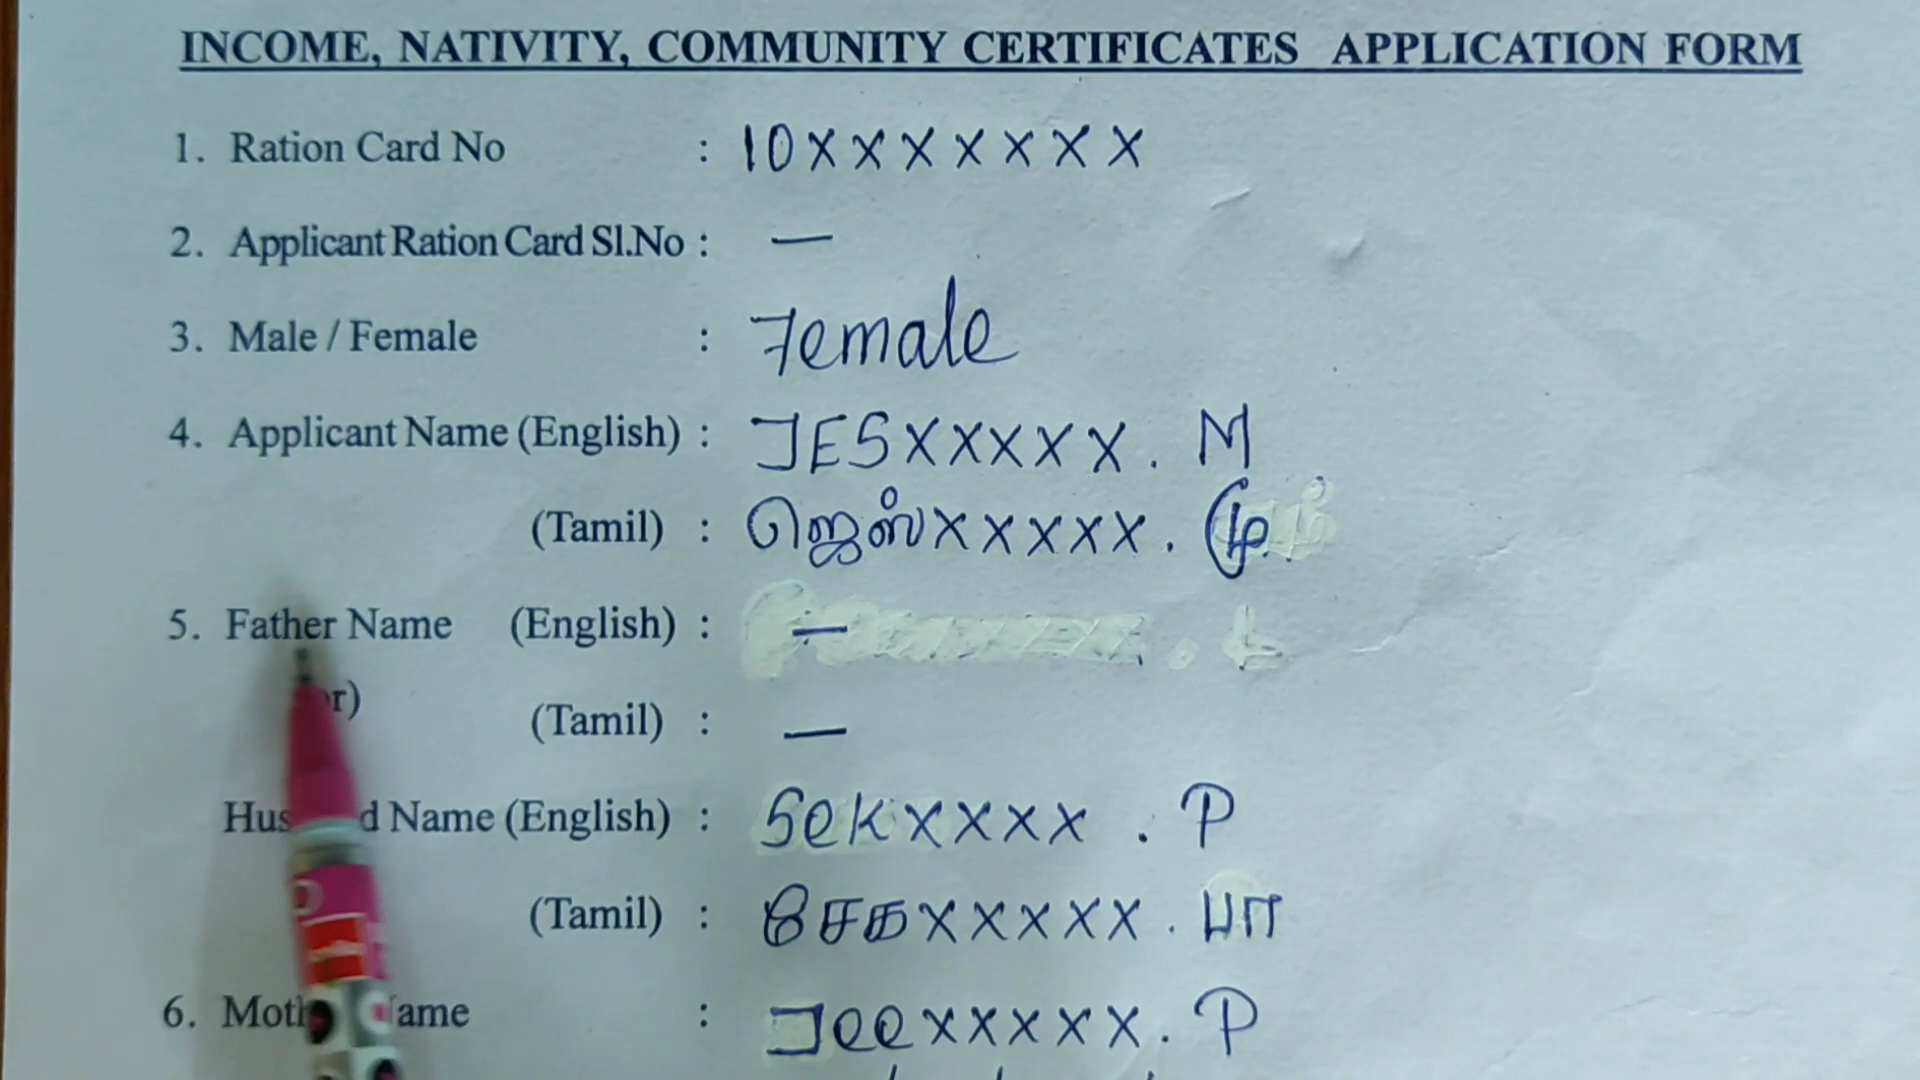 INCOME, NATIVITY, COMMUNITY CERTIFICATES APPLICATION FORM
1. Ration Card No : 10XXXXXXX
2. Applicant Ration Card Sl.No : —
3. Male / Female : Female
4. Applicant Name (English) : JESXXXXX. M
(Tamil) : ஜெஸ்XXXXX. மு
5. Father Name (English) : —
r)
(Tamil) : —
Name (English) : SekXXXX . P
(Tamil) : சேகXXXXX. பா
6. : JeeXXXXX. P